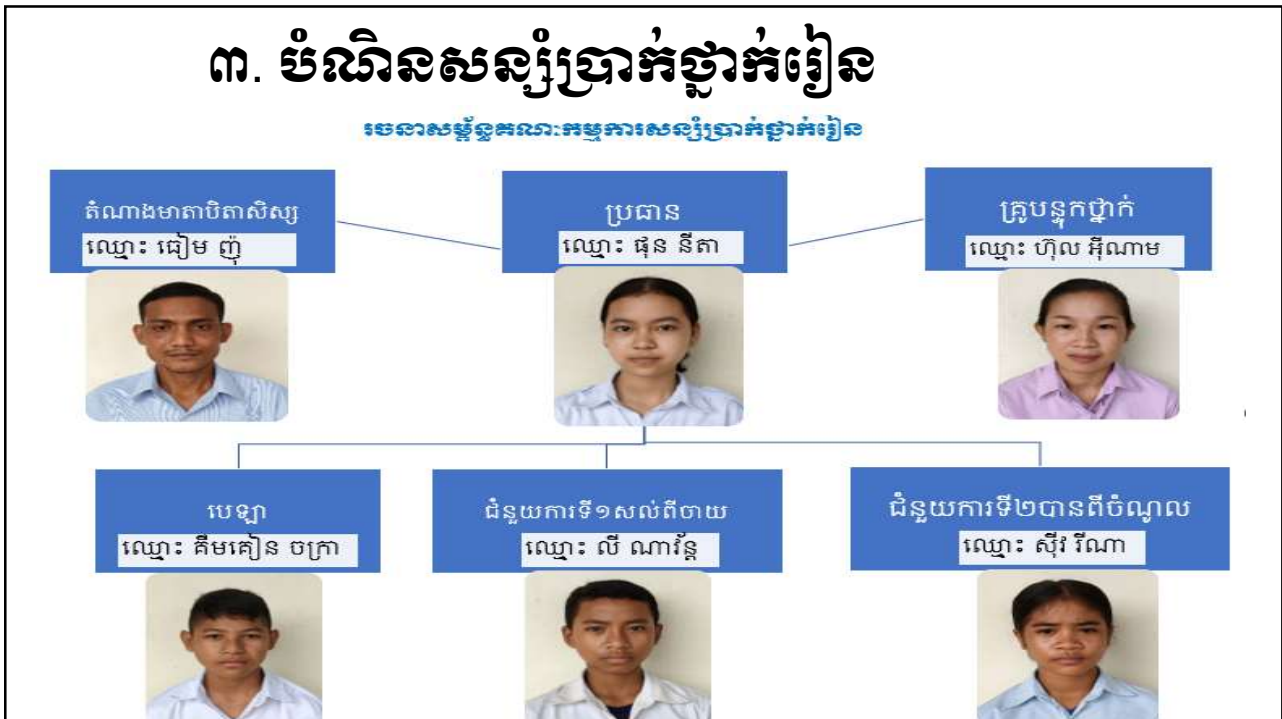 ៣. បំណិនសន្សំប្រាក់ថ្នាក់រៀន
រចនាសម្ព័ន្ធគណៈកម្មការសន្សំប្រាក់ថ្នាក់រៀន
តំណាងមាតាបិតាសិស្ស
ឈ្មោះ ធៀម ញ៉ុ
ប្រធាន
ឈ្មោះ ផុន នីតា
គ្រូបន្ទុកថ្នាក់
ឈ្មោះ ហ៊ុល អ៊ីណាម
បេឡា
ឈ្មោះ គឹមគៀន ចក្រា
ជំនួយការទី១សល់ពីចាយ
ឈ្មោះ លី ណាវ័ន្ត
ជំនួយការទី២បានពីចំណូល
ឈ្មោះ ស៊ីវ រីណា